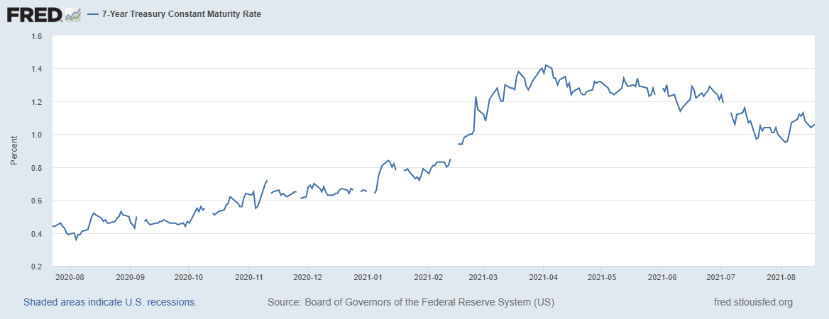 FRED 7-Year Treasury Constant Maturity Rate
Percent
1.6
1.4
1.2
1.0
0.8
0.6
0.4
0.2
2020-08 2020-09 2020-10 2020-11 2020-12 2021-01 2021-02 2021-03 2021-04 2021-05 2021-06 2021-07 2021-08
Shaded areas indicate U.S. recessions. Source: Board of Governors of the Federal Reserve System (US) fred.stlouisfed.org